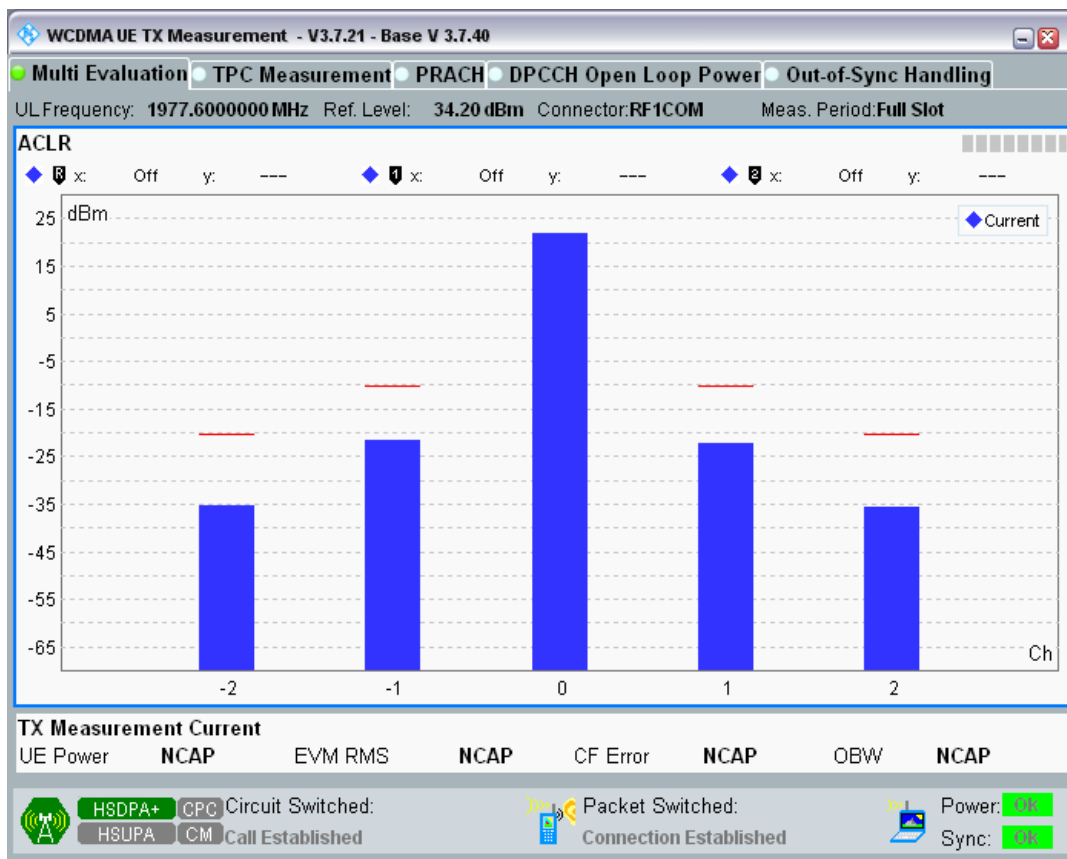 WCDMA UE TX Measurement - V3.7.21 - Base V 3.7.40
Multi Evaluation TPC Measurement PRACH DPCCH Open Loop Power Out-of-Sync Handling
UL Frequency: 1977.6000000 MHz Ref. Level: 34.20 dBm Connector:RF1COM Meas. Period:Full Slot
ACLR
R x: Off y: --- 1 x: Off y: --- 2 x: Off y: ---
dBm
Current
25
15
5
-5
-15
-25
-35
-45
-55
-65
Ch
-2 -1 0 1 2
TX Measurement Current
UE Power NCAP EVM RMS NCAP CF Error NCAP OBW NCAP
HSDPA+ CPC Circuit Switched: Packet Switched: Power: OK
HSUPA CM Call Established Connection Established Sync: OK